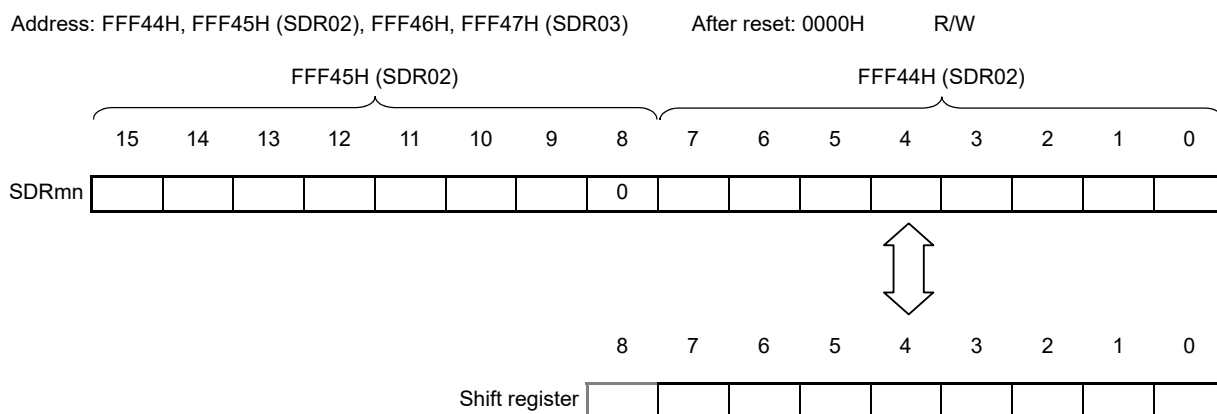 Address: FFF44H, FFF45H (SDR02), FFF46H, FFF47H (SDR03) After reset: 0000H R/W
FFF45H (SDR02) FFF44H (SDR02)
15 14 13 12 11 10 9 8 7 6 5 4 3 2 1 0
SDRmn 0
8 7 6 5 4 3 2 1 0
Shift register